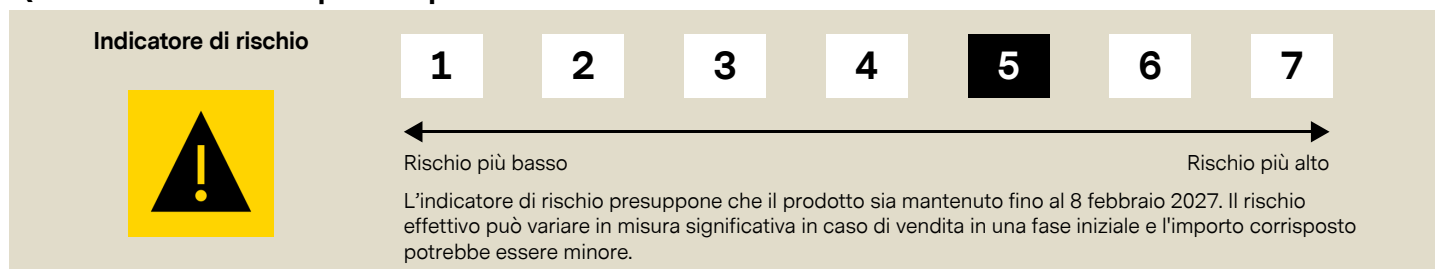 Indicatore di rischio
1 2 3 4 5 6 7
Rischio più basso Rischio più alto
L'indicatore di rischio presuppone che il prodotto sia mantenuto fino al 8 febbraio 2027. Il rischio
effettivo può variare in misura significativa in caso di vendita in una fase iniziale e l'importo corrisposto
potrebbe essere minore.